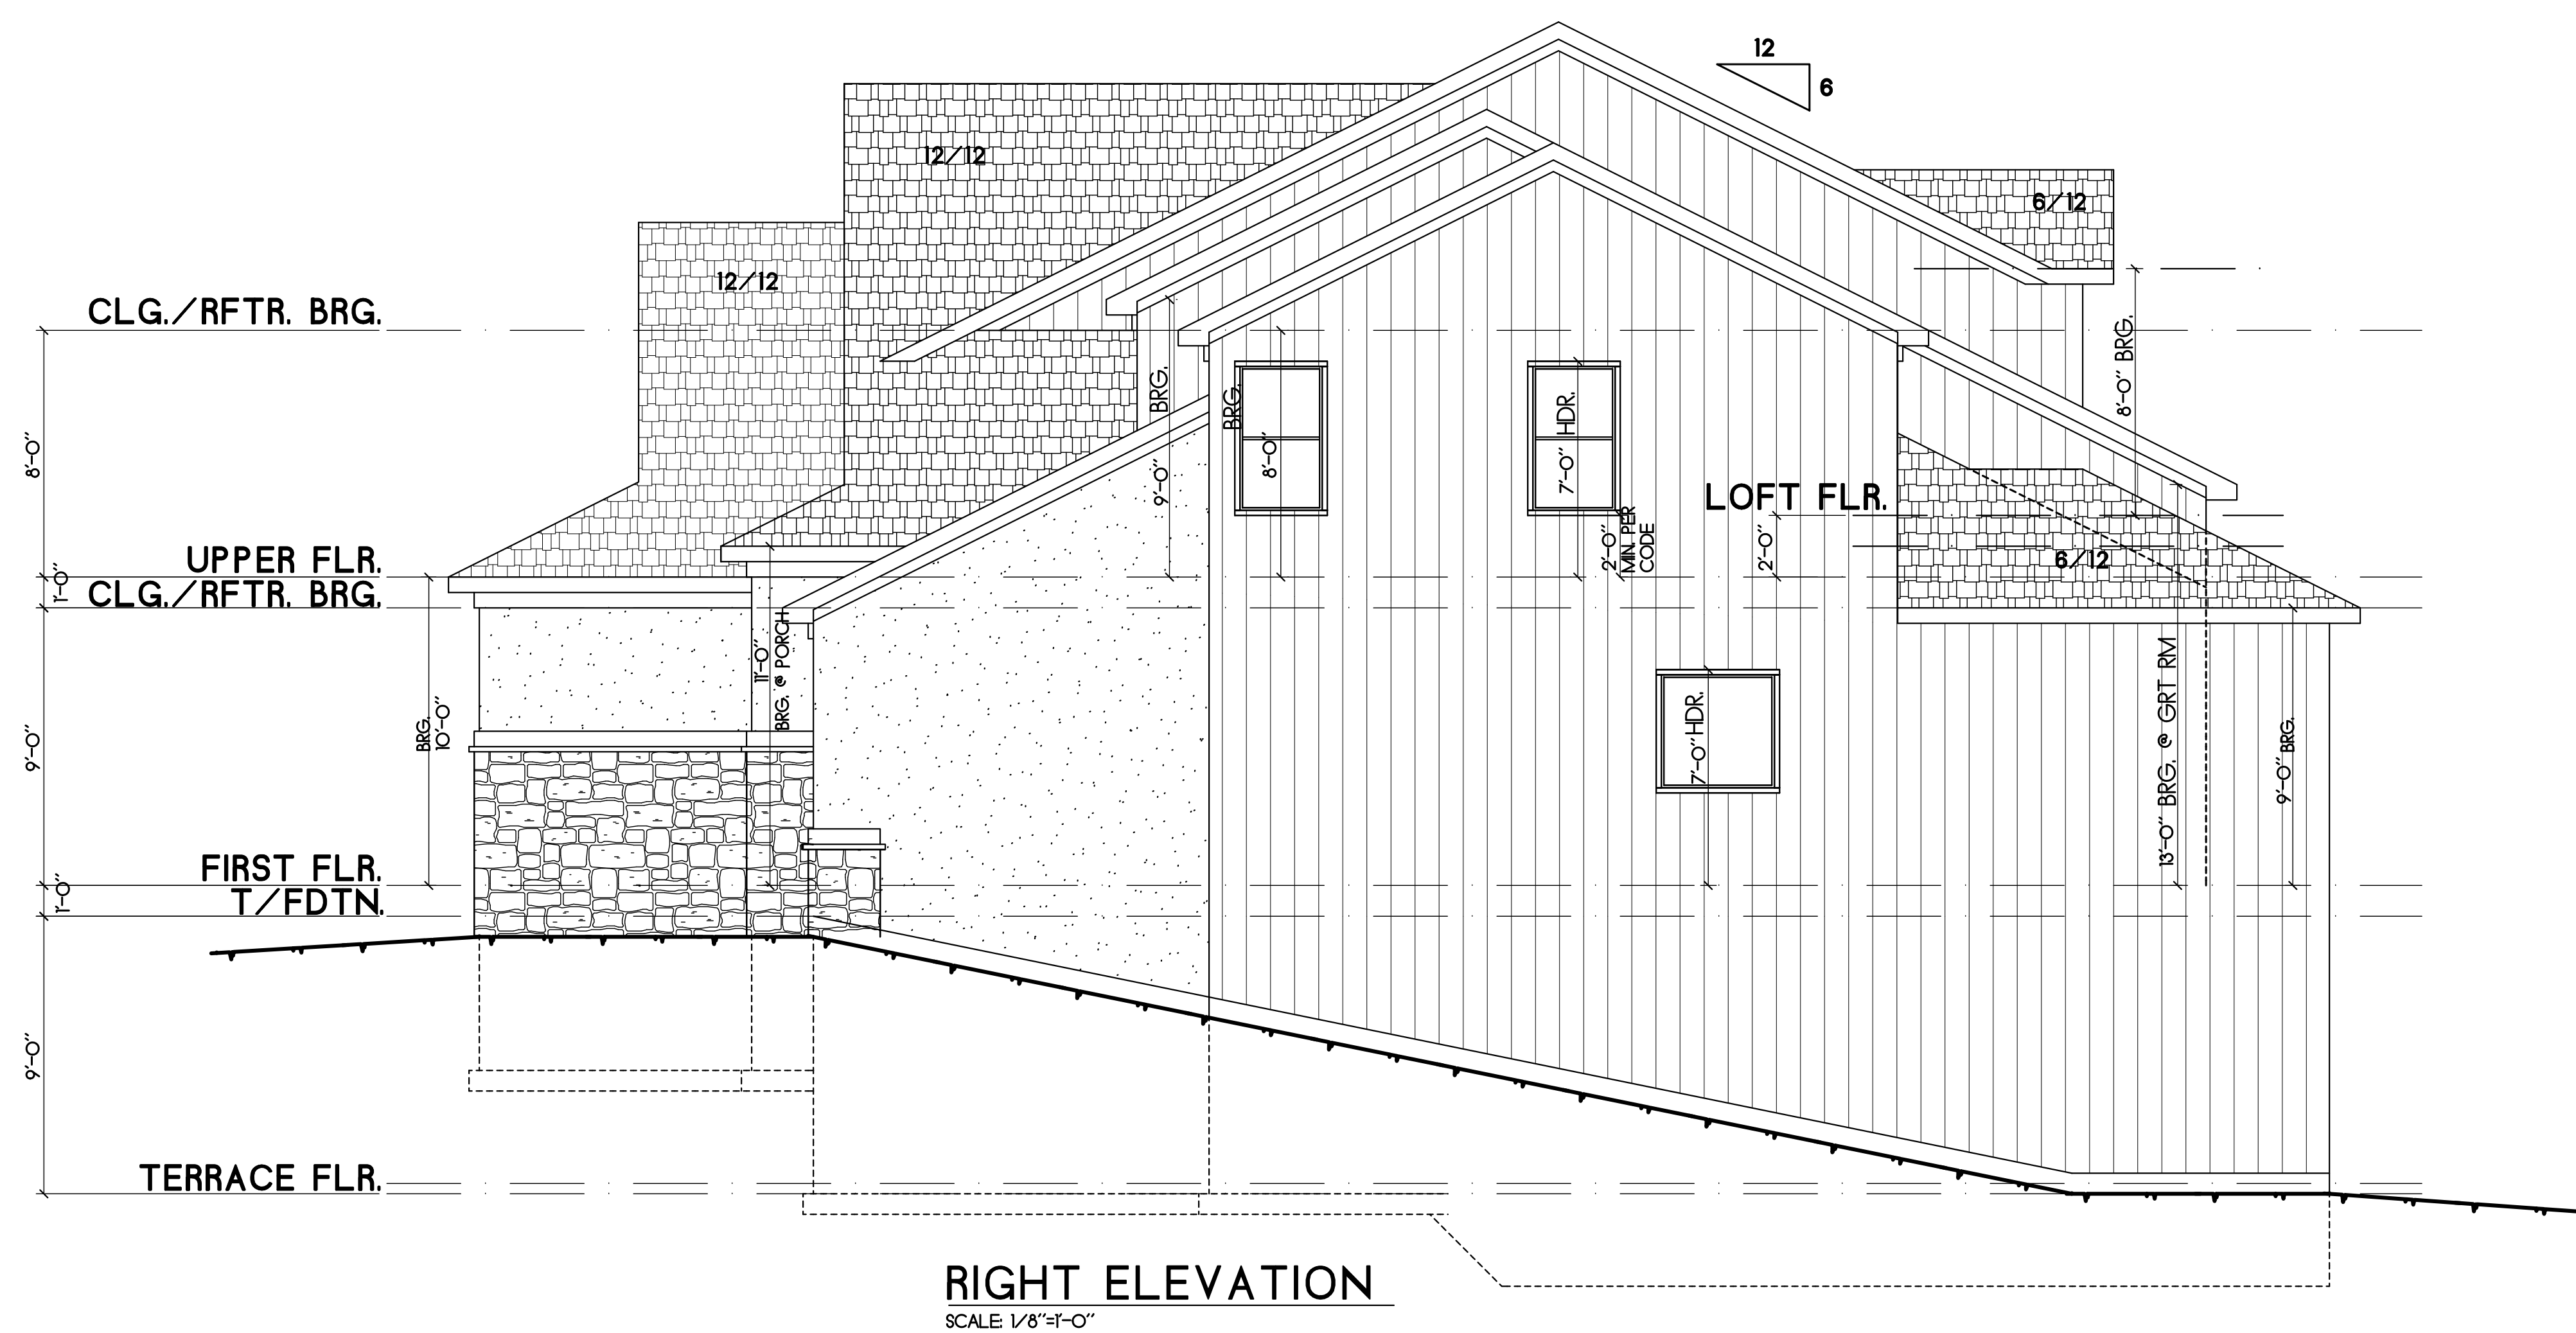 12
6
12/12
6/12
12/12
CLG./RFTR. BRG.
8'-0" BRG.
BRG.
9'-0"
BRG.
8'-0"
7'-0" HDR.
8'-0"
LOFT FLR.
2'-0"
MIN. PER
CODE
2'-0"
UPPER FLR.
1'-0"
CLG./RFTR. BRG.
6/12
11'-0"
BRG. @ PORCH
BRG.
10'-0"
9'-0"
7'-0" HDR.
13'-0" BRG. @ GRT RM
9'-0" BRG.
FIRST FLR.
1'-0"
T/FDTN.
9'-0"
TERRACE FLR.
RIGHT ELEVATION
SCALE: 1/8"=1'-0"